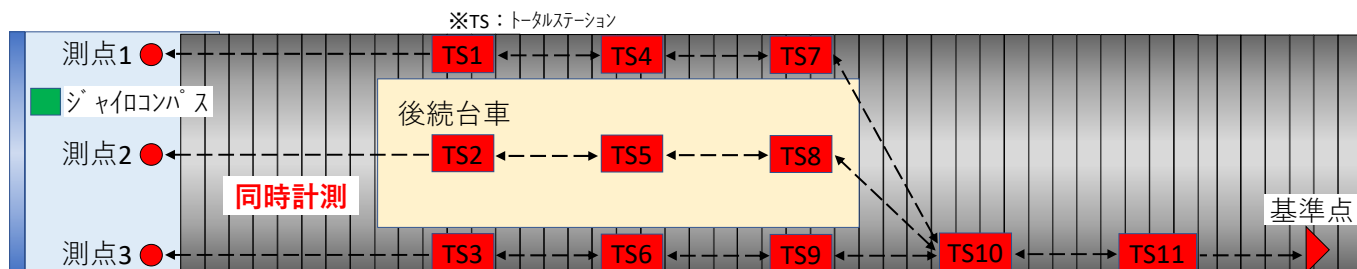 ※TS：トータルステーション
測点1
TS1
TS4
TS7
ジャイロコンパス
後続台車
測点2
TS2
TS5
TS8
同時計測
基準点
測点3
TS3
TS6
TS9
TS10
TS11